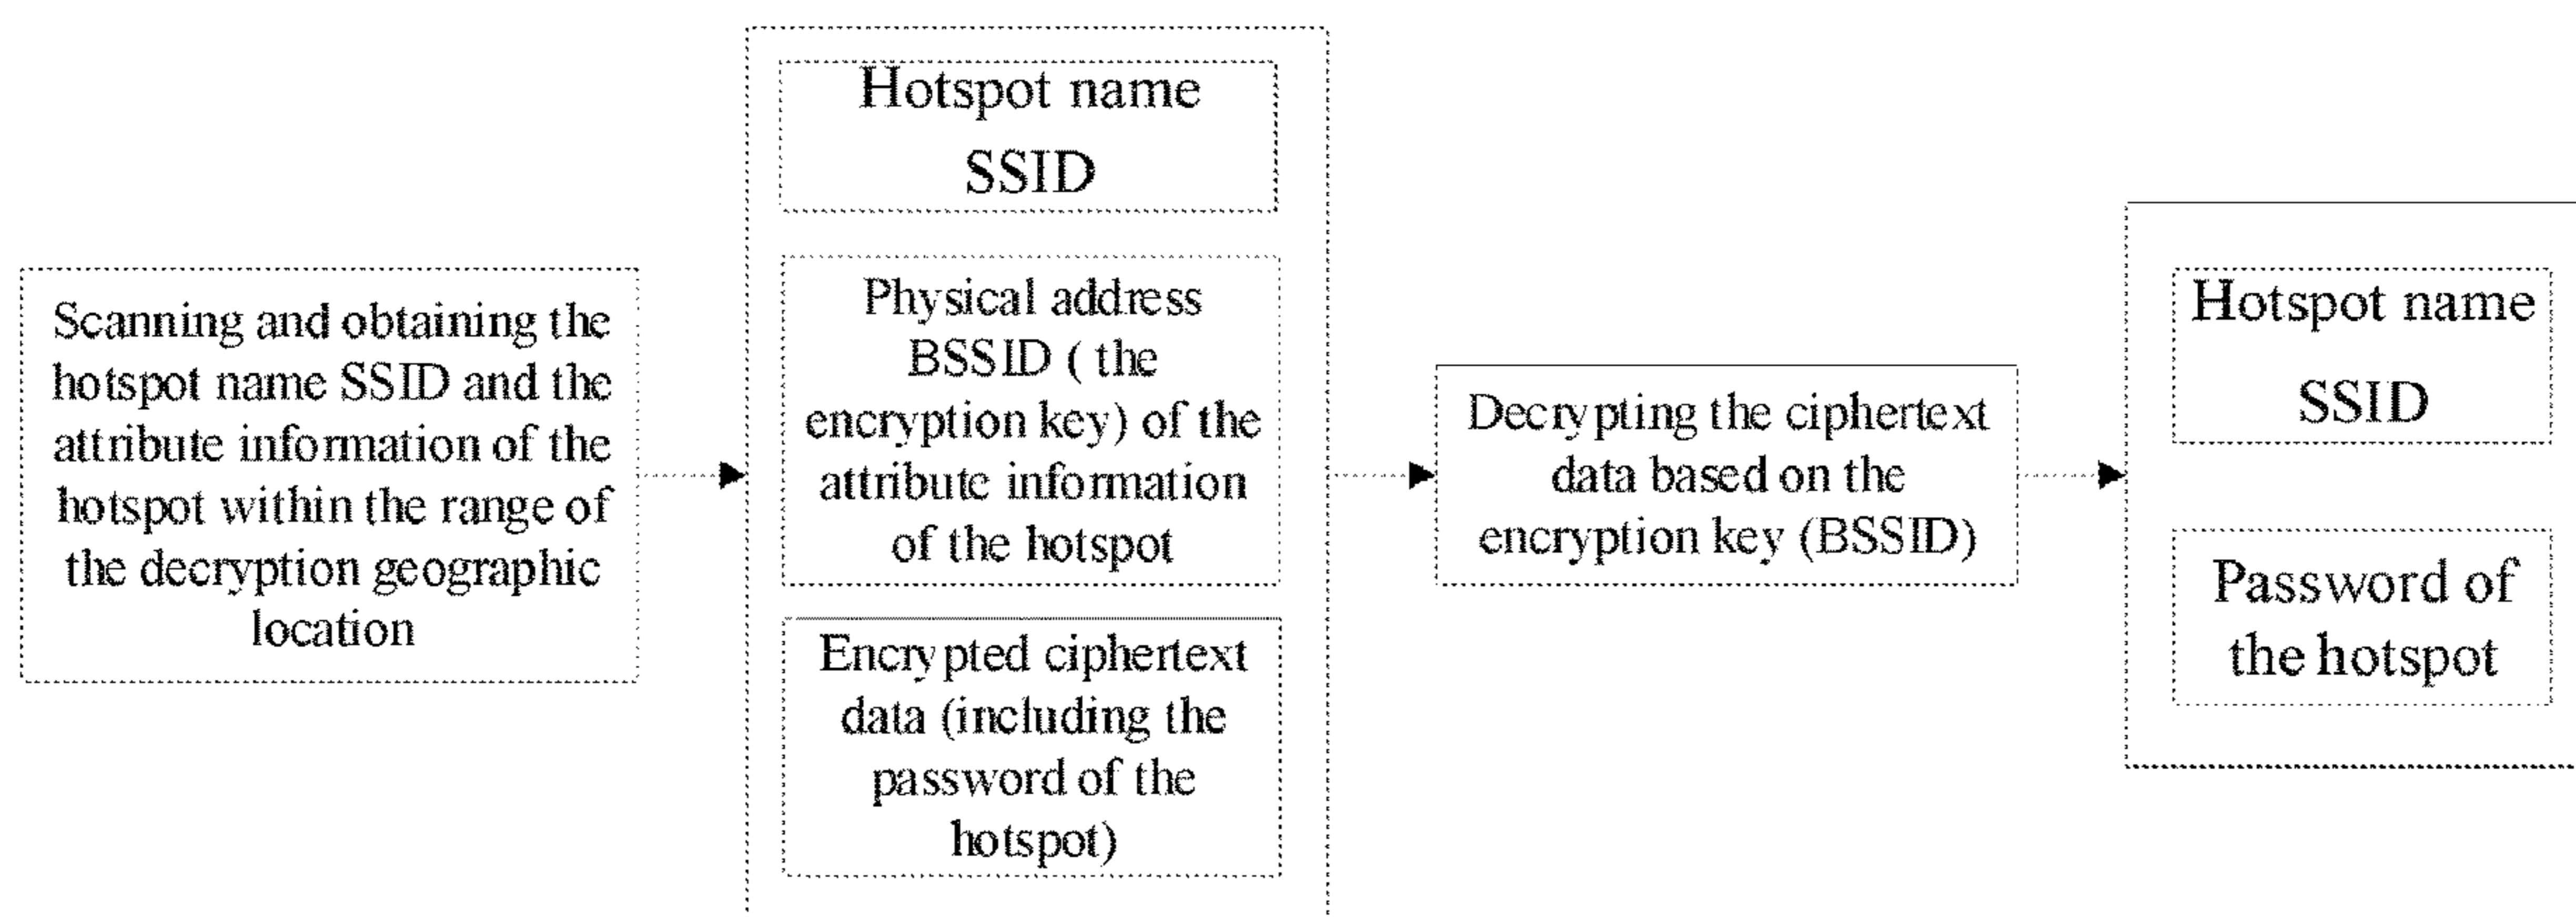 Scanning and obtaining the
hotspot name SSID and the
attribute information of the
hotspot within the range of
the decryption geographic
location
Hotspot name
SSID
Physical address
BSSID ( the
encryption key) of the
attribute information
of the hotspot
Encrypted ciphertext
data (including the
password of the
hotspot)
Decrypting the ciphertext
data based on the
encryption key (BSSID)
Hotspot name
SSID
Password of
the hotspot